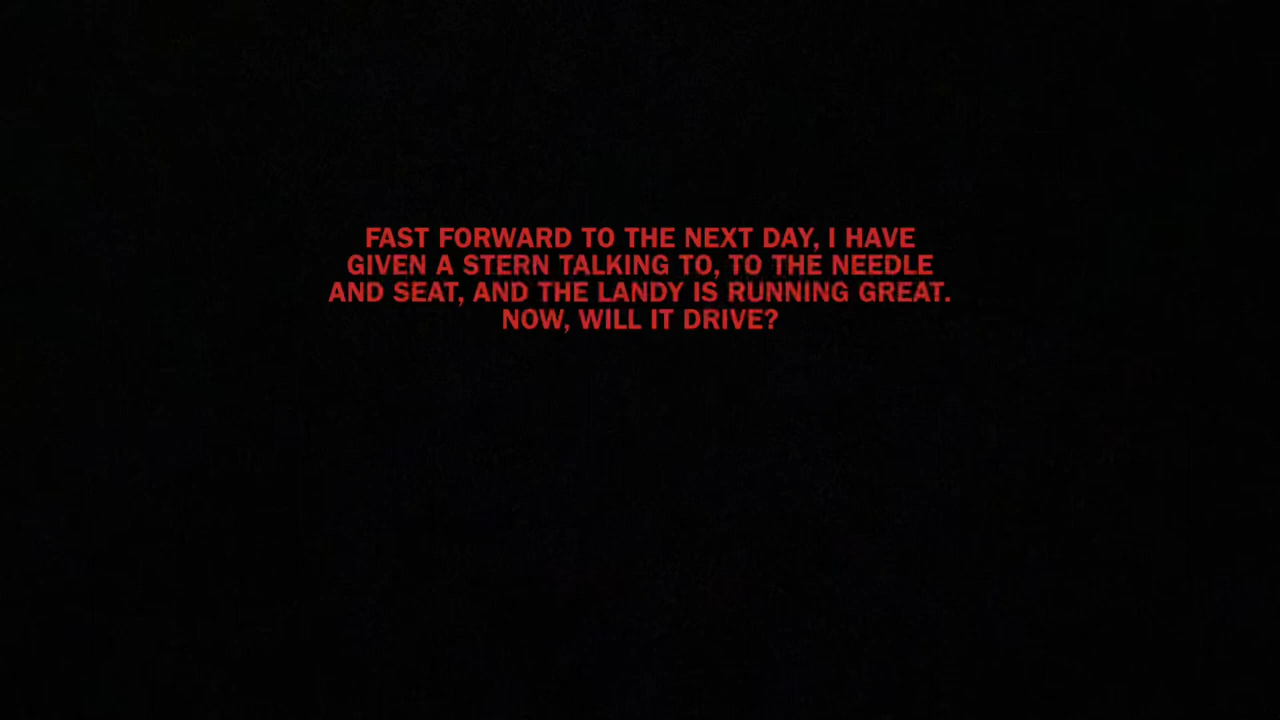 FAST FORWARD TO THE NEXT DAY, I HAVE
GIVEN A STERN TALKING TO, TO THE NEEDLE
AND SEAT, AND THE LANDY IS RUNNING GREAT.
NOW, WILL IT DRIVE?